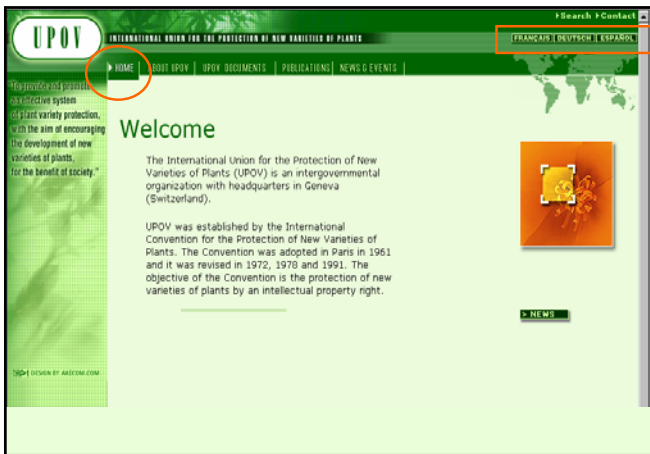 Search Contact
UPOV
INTERNATIONAL UNION FOR THE PROTECTION OF NEW VARIETIES OF PLANTS
FRANÇAIS DEUTSCH ESPAÑOL
HOME ABOUT UPOV UPOV DOCUMENTS PUBLICATIONS NEWS & EVENTS
To provide and promote
an effective system
of plant variety protection,
with the aim of encouraging
the development of new
varieties of plants,
for the benefit of society."
Welcome
The International Union for the Protection of New
Varieties of Plants (UPOV) is an intergovernmental
organization with headquarters in Geneva
(Switzerland).
UPOV was established by the International
Convention for the Protection of New Varieties of
Plants. The Convention was adopted in Paris in 1961
and it was revised in 1972, 1978 and 1991. The
objective of the Convention is the protection of new
varieties of plants by an intellectual property right.
> NEWS
DESIGN BY